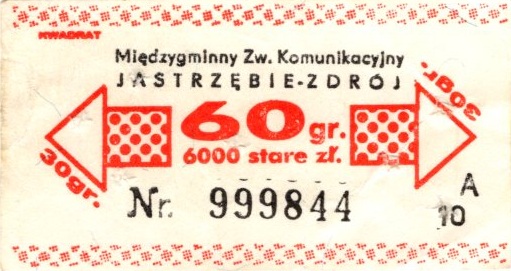 KWADRAT
Międzygminny Zw. Komunikacyjny
JASTRZĘBIE-ZDRÓJ
30gr.
60 gr.
6000 stare zł.
30gr.
Nr. 999844
A
10